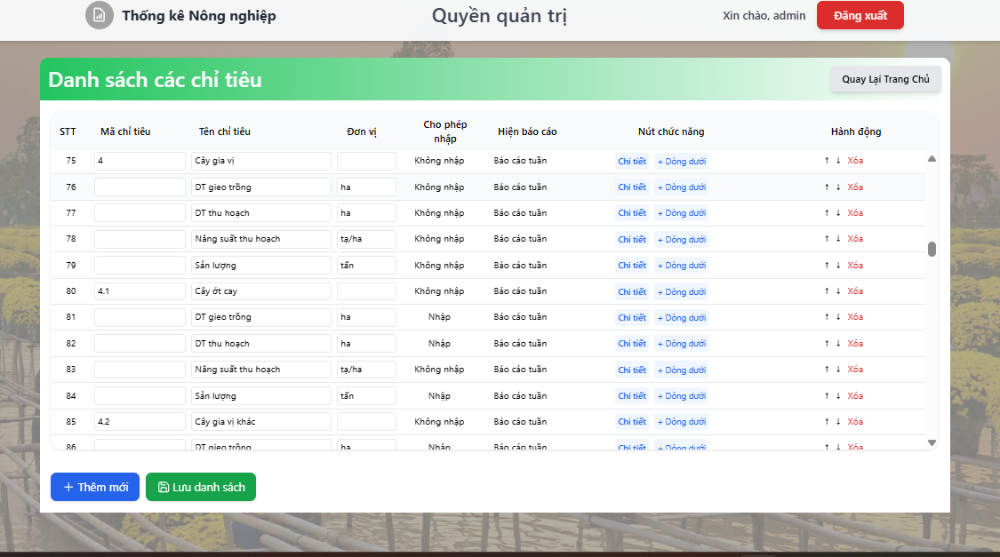 Thống kê Nông nghiệp
Quyền quản trị
Xin chào, admin
Đăng xuất
Danh sách các chỉ tiêu
Quay Lại Trang Chủ
STT Mã chỉ tiêu Tên chỉ tiêu Đơn vị Cho phép nhập Hiện báo cáo Nút chức năng Hành động
75 4 Cây gia vị Không nhập Báo cáo tuần Chi tiết + Dòng dưới ↑ ↓ Xóa
76 DT gieo trồng ha Không nhập Báo cáo tuần Chi tiết + Dòng dưới ↑ ↓ Xóa
77 DT thu hoạch ha Không nhập Báo cáo tuần Chi tiết + Dòng dưới ↑ ↓ Xóa
78 Năng suất thu hoạch tạ/ha Không nhập Báo cáo tuần Chi tiết + Dòng dưới ↑ ↓ Xóa
79 Sản lượng tấn Không nhập Báo cáo tuần Chi tiết + Dòng dưới ↑ ↓ Xóa
80 4.1 Cây ớt cay Không nhập Báo cáo tuần Chi tiết + Dòng dưới ↑ ↓ Xóa
81 DT gieo trồng ha Nhập Báo cáo tuần Chi tiết + Dòng dưới ↑ ↓ Xóa
82 DT thu hoạch ha Nhập Báo cáo tuần Chi tiết + Dòng dưới ↑ ↓ Xóa
83 Năng suất thu hoạch tạ/ha Không nhập Báo cáo tuần Chi tiết + Dòng dưới ↑ ↓ Xóa
84 Sản lượng tấn Nhập Báo cáo tuần Chi tiết + Dòng dưới ↑ ↓ Xóa
85 4.2 Cây gia vị khác Không nhập Báo cáo tuần Chi tiết + Dòng dưới ↑ ↓ Xóa
86 DT gieo trồng ha Nhập Báo cáo tuần Chi tiết + Dòng dưới ↑ ↓ Xóa
+ Thêm mới
Lưu danh sách